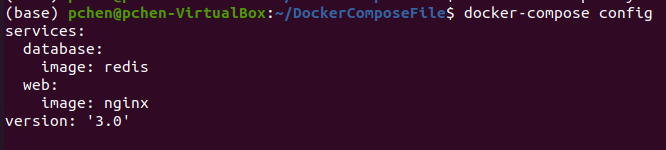 (base) pchen@pchen-VirtualBox:~/DockerComposeFile$ docker-compose config
services:
  database:
    image: redis
  web:
    image: nginx
version: '3.0'